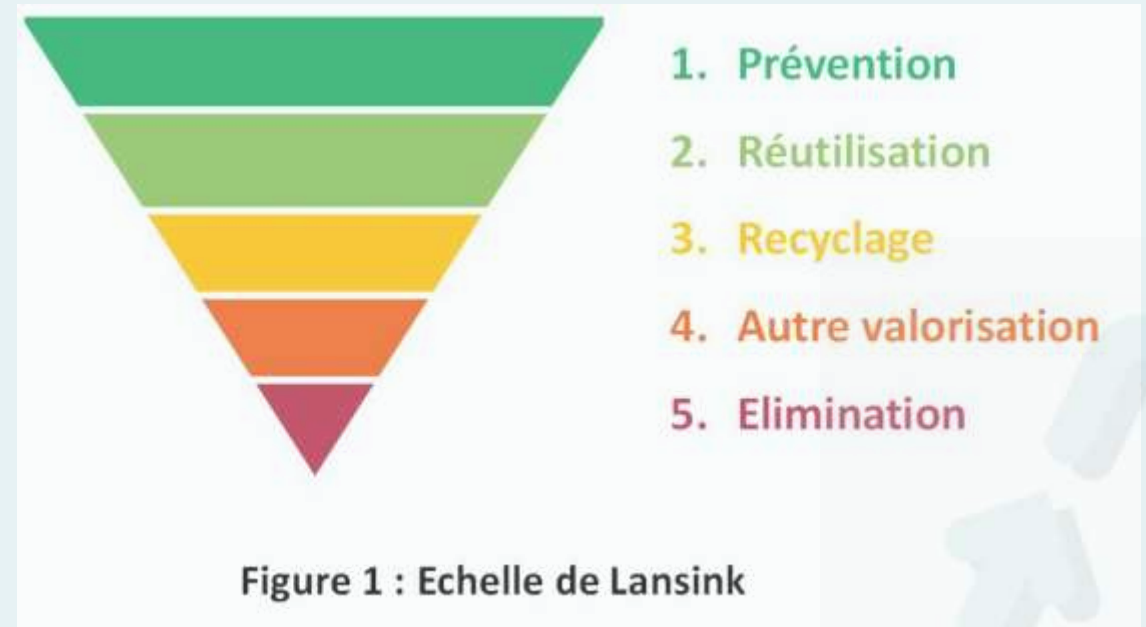 1. Prévention
2. Réutilisation
3. Recyclage
4. Autre valorisation
5. Elimination
Figure 1 : Echelle de Lansink